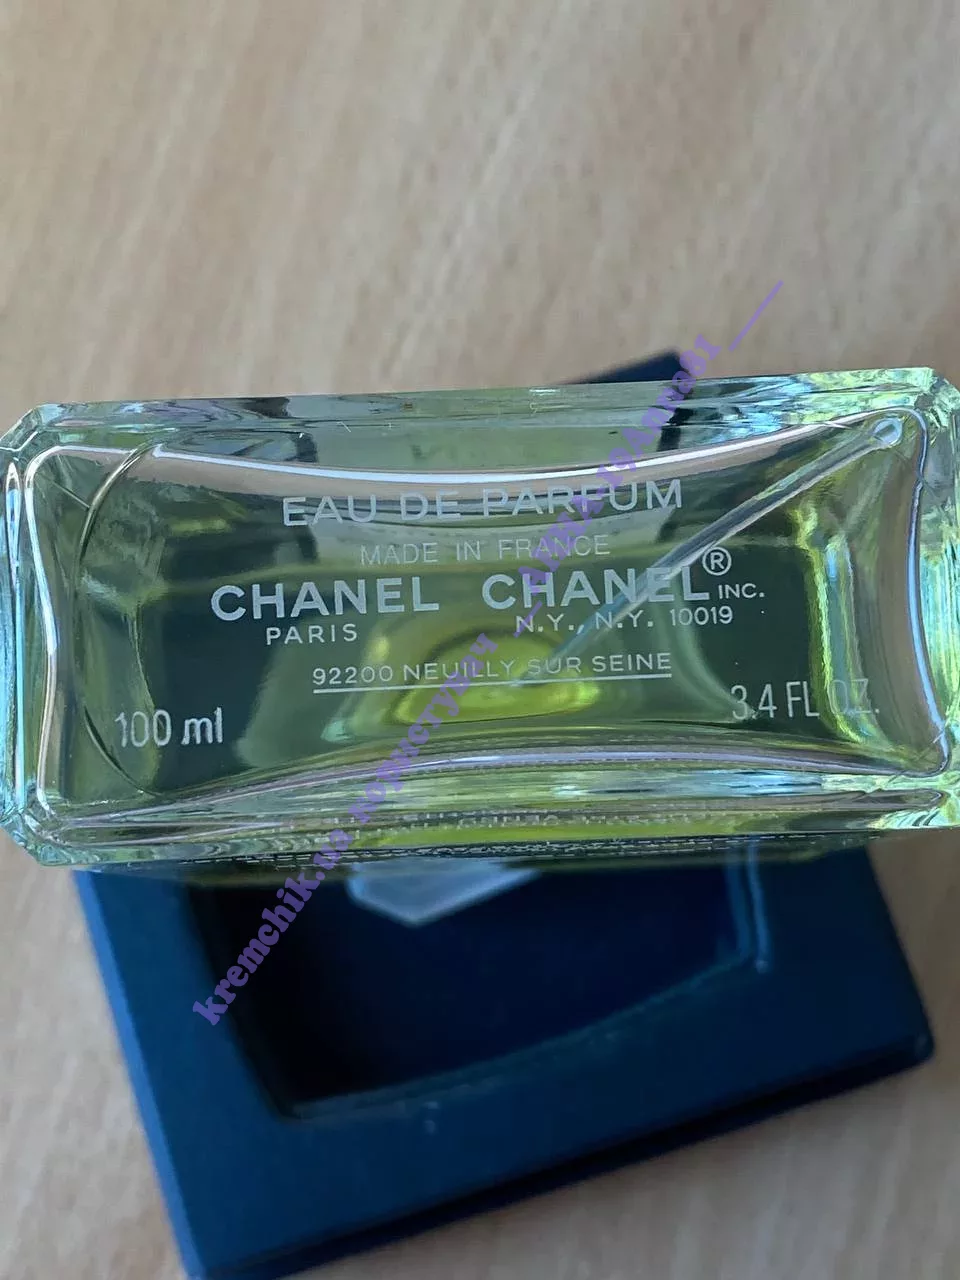 EAU DE PARFUM
MADE IN FRANCE
CHANEL CHANEL® INC.
PARIS N.Y., N.Y. 10019
92200 NEUILLY SUR SEINE
100 ml 3.4 FL OZ.
kremchik.ua користувач